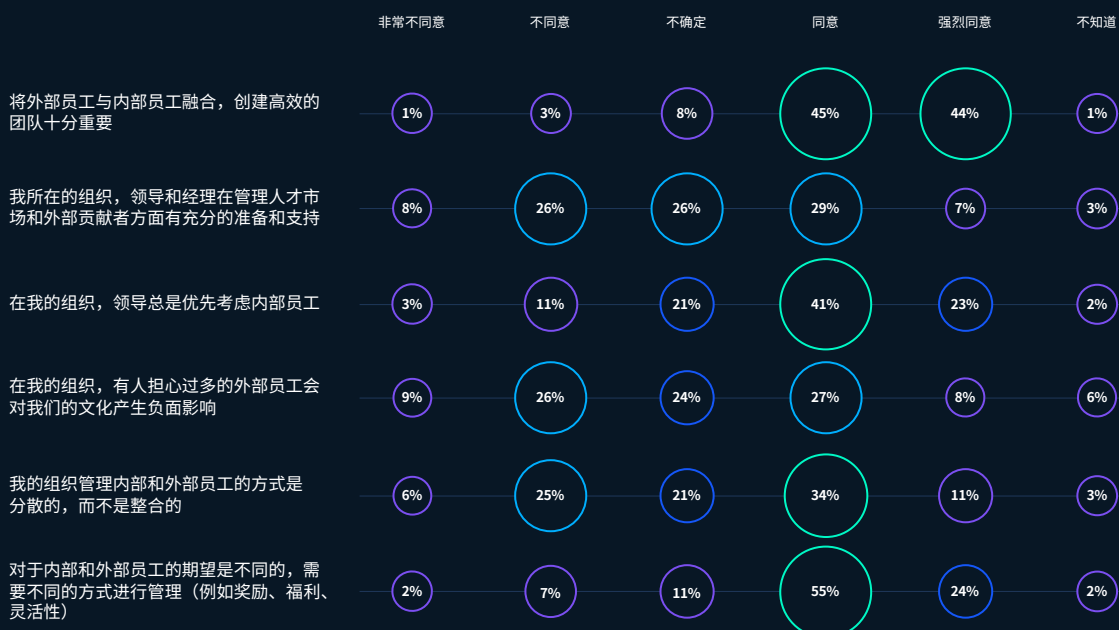 非常不同意 不同意 不确定 同意 强烈同意 不知道
将外部员工与内部员工融合，创建高效的
团队十分重要
1% 3% 8% 45% 44% 1%
我所在的组织，领导和经理在管理人才市
场和外部贡献者方面有充分的准备和支持
8% 26% 26% 29% 7% 3%
在我的组织，领导总是优先考虑内部员工
3% 11% 21% 41% 23% 2%
在我的组织，有人担心过多的外部员工会
对我们的文化产生负面影响
9% 26% 24% 27% 8% 6%
我的组织管理内部和外部员工的方式是
分散的，而不是整合的
6% 25% 21% 34% 11% 3%
对于内部和外部员工的期望是不同的，需
要不同的方式进行管理（例如奖励、福利、
灵活性）
2% 7% 11% 55% 24% 2%